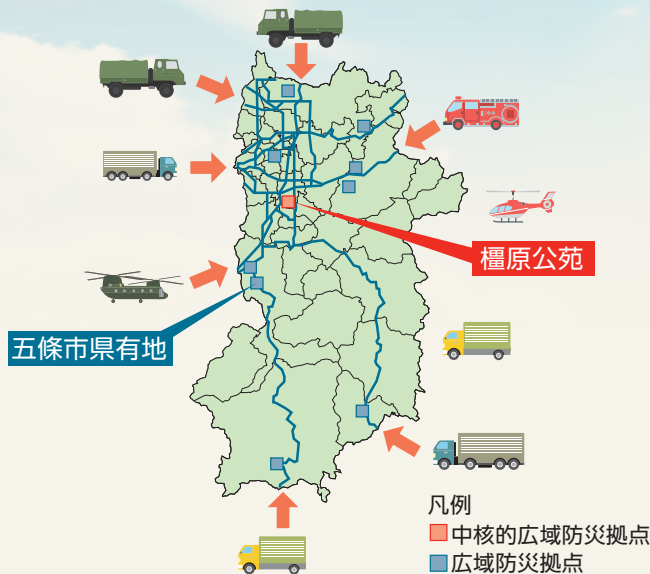 橿原公苑
五條市県有地
凡例
中核的広域防災拠点
広域防災拠点